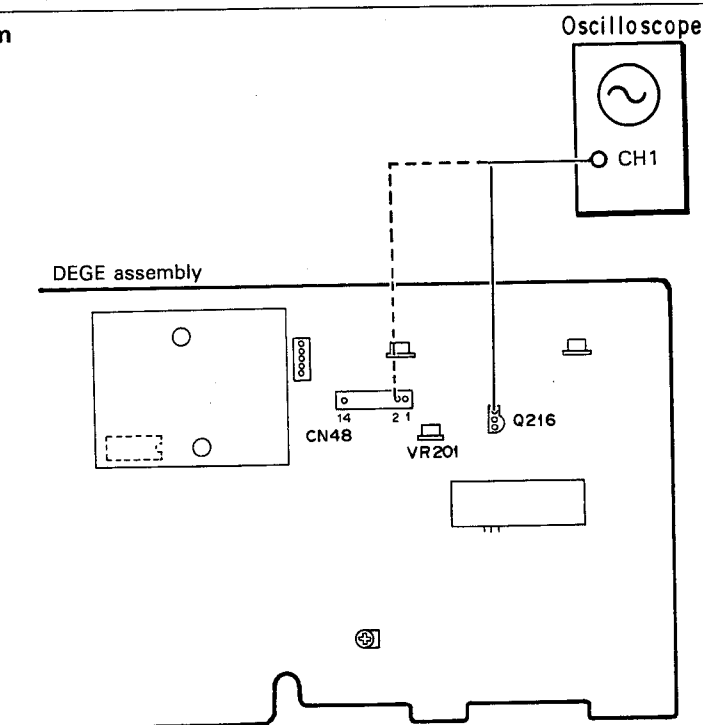 m
Oscilloscope
CH1
DEGE assembly
14 2 1
CN48
VR201
Q216